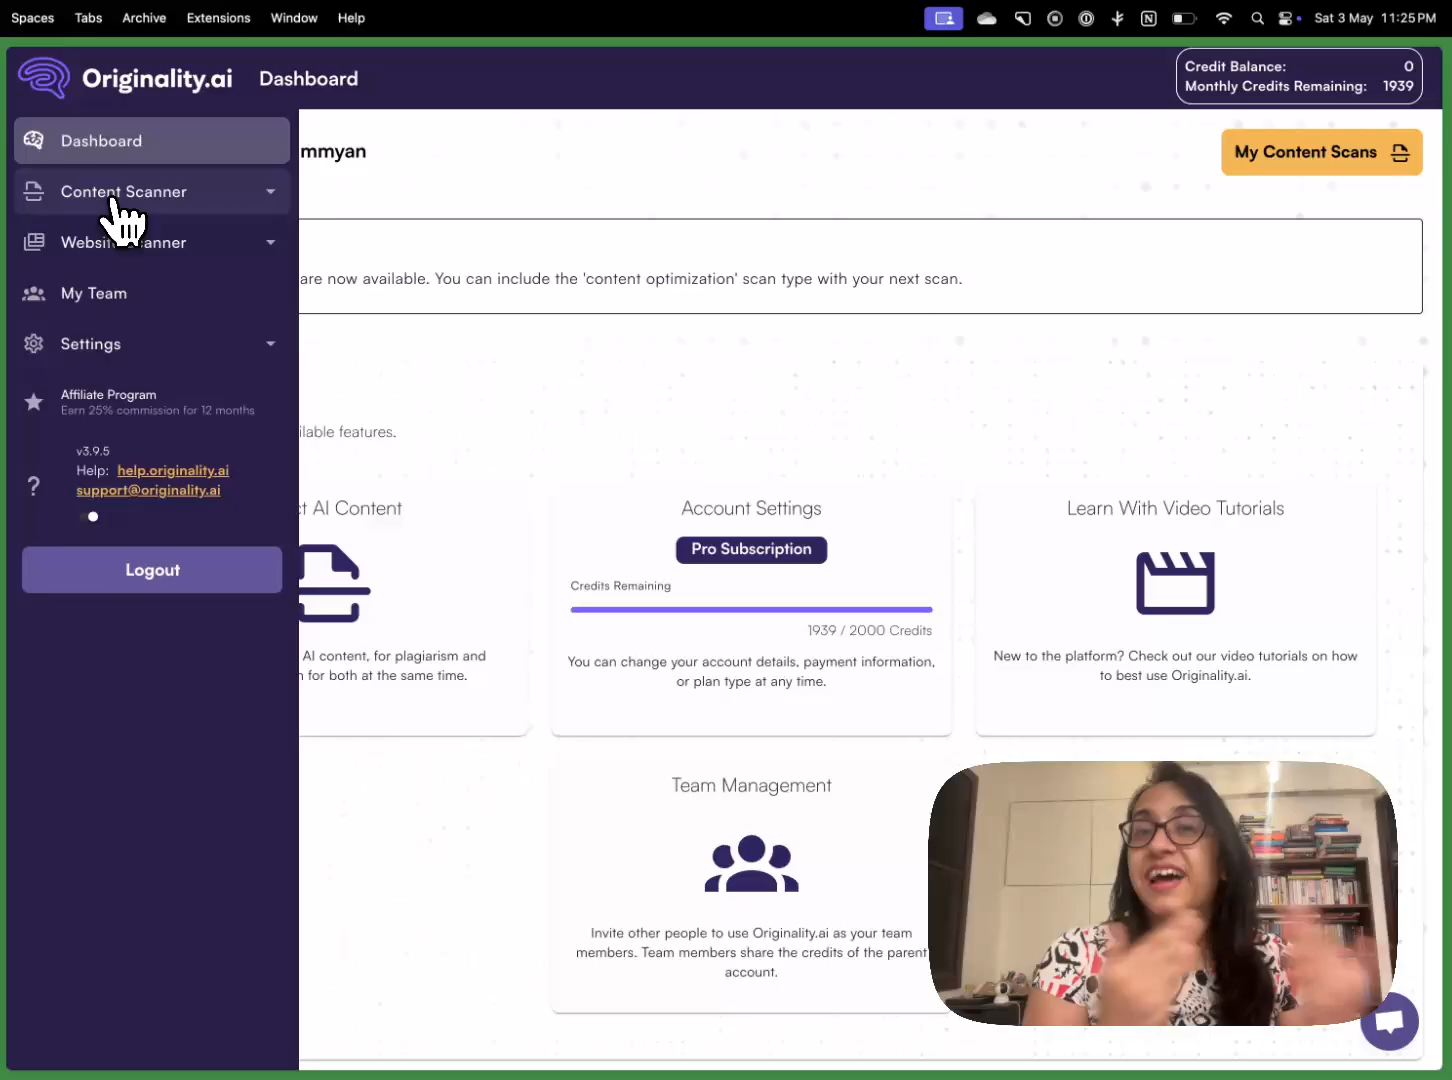 Spaces Tabs Archive Extensions Window Help
Sat 3 May 11:25PM
Originality.ai Dashboard
Credit Balance: 0
Monthly Credits Remaining: 1939
Dashboard
mmyan
My Content Scans
Content Scanner
Website Scanner
are now available. You can include the 'content optimization' scan type with your next scan.
My Team
Settings
Affiliate Program
Earn 25% commission for 12 months
ilable features.
v3.9.5
Help: help.originality.ai
support@originality.ai
?
Logout
ct AI Content
AI content, for plagiarism and
n for both at the same time.
Account Settings
Pro Subscription
Credits Remaining
1939 / 2000 Credits
You can change your account details, payment information,
or plan type at any time.
Learn With Video Tutorials
New to the platform? Check out our video tutorials on how
to best use Originality.ai.
Team Management
Invite other people to use Originality.ai as your team
members. Team members share the credits of the parent
account.